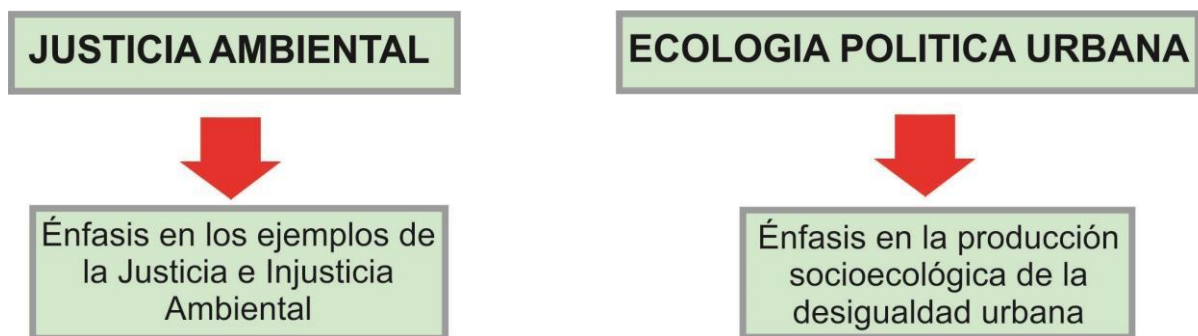 JUSTICIA AMBIENTAL
Énfasis en los ejemplos de
la Justicia e Injusticia
Ambiental
ECOLOGIA POLITICA URBANA
Énfasis en la producción
socioecológica de la
desigualdad urbana